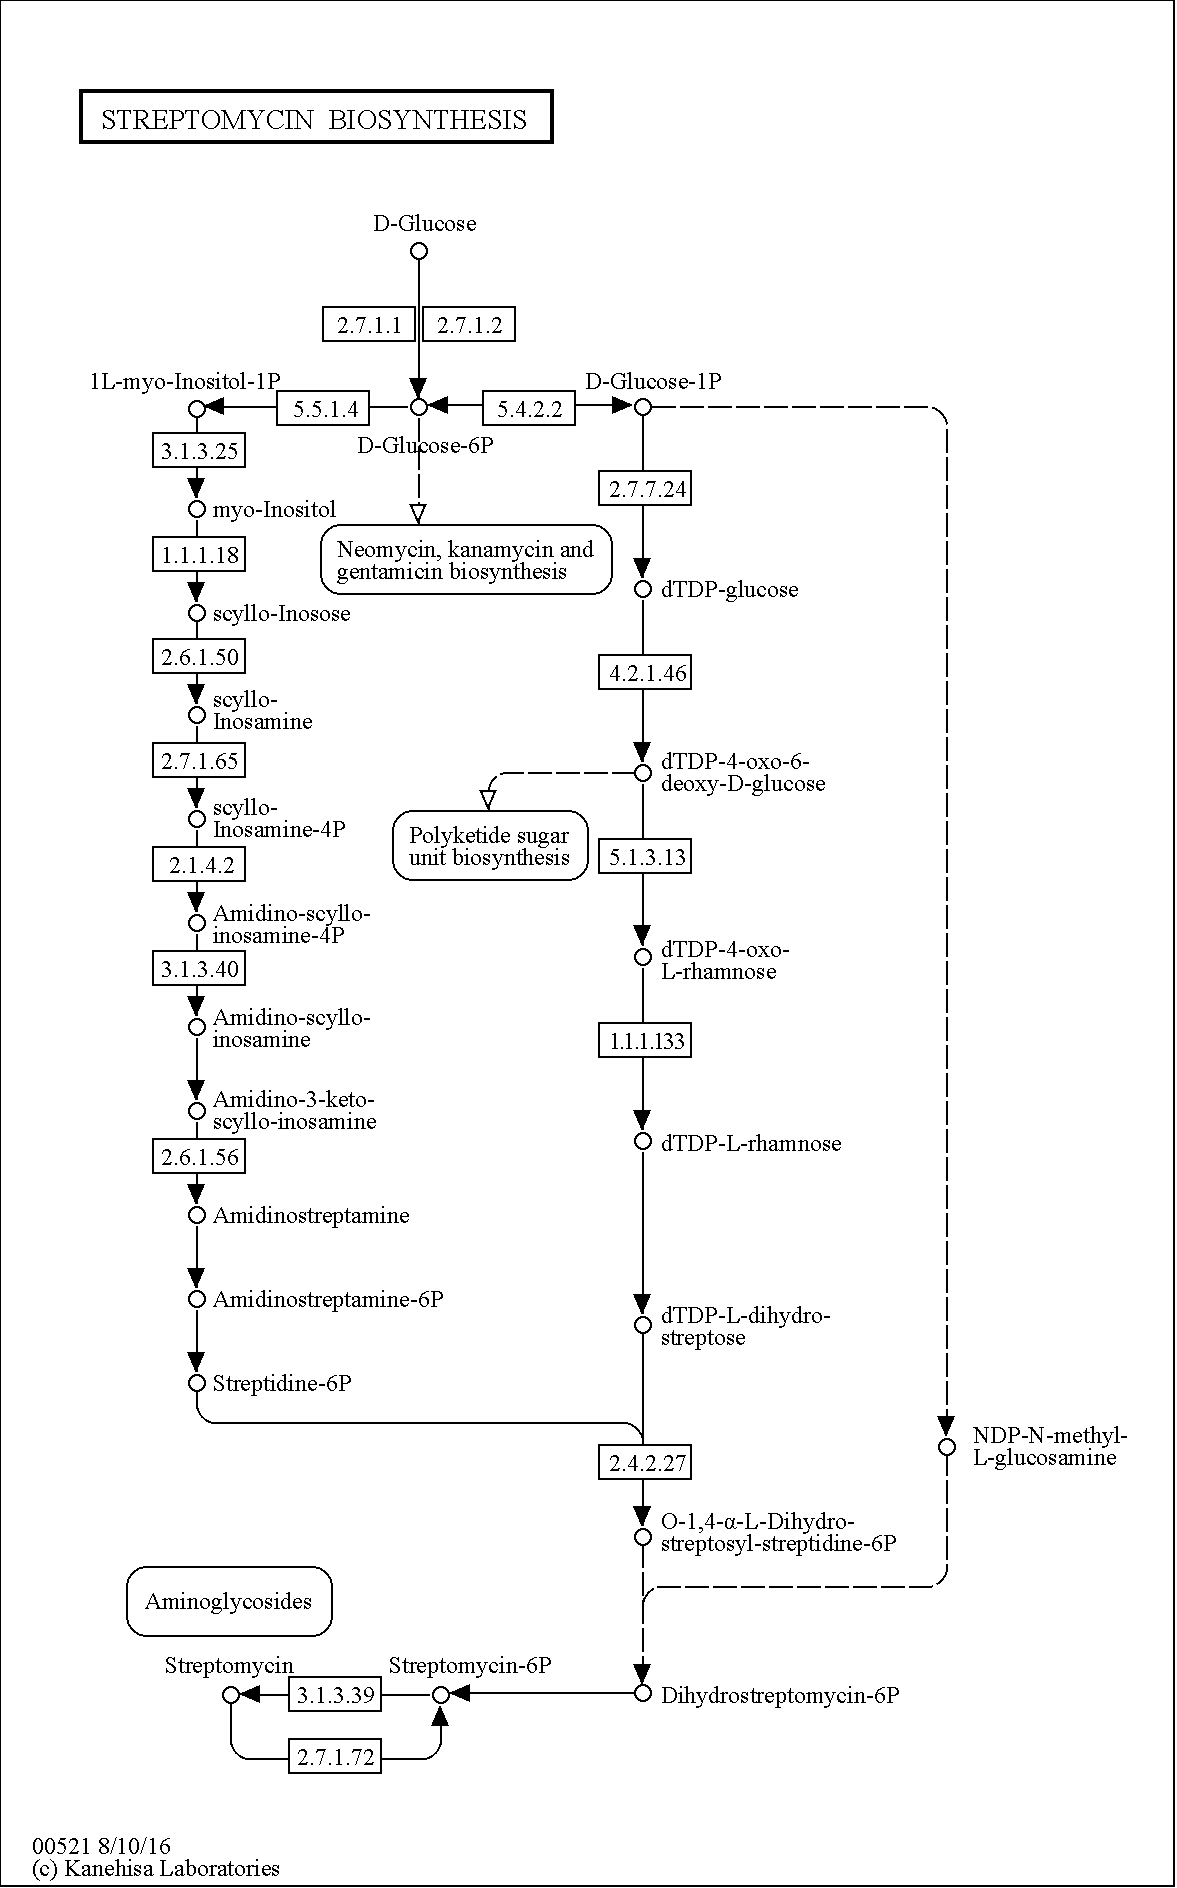 STREPTOMYCIN BIOSYNTHESIS
D-Glucose
2.7.1.1
2.7.1.2
1L-myo-Inositol-1P
D-Glucose-1P
5.5.1.4
5.4.2.2
D-Glucose-6P
3.1.3.25
2.7.7.24
myo-Inositol
Neomycin, kanamycin and
gentamicin biosynthesis
1.1.1.18
dTDP-glucose
scyllo-Inosose
2.6.1.50
4.2.1.46
scyllo-
Inosamine
2.7.1.65
dTDP-4-oxo-6-
deoxy-D-glucose
scyllo-
Inosamine-4P
Polyketide sugar
unit biosynthesis
2.1.4.2
5.1.3.13
Amidino-scyllo-
inosamine-4P
3.1.3.40
dTDP-4-oxo-
L-rhamnose
Amidino-scyllo-
inosamine
1.1.1.133
Amidino-3-keto-
scyllo-inosamine
2.6.1.56
dTDP-L-rhamnose
Amidinostreptamine
Amidinostreptamine-6P
dTDP-L-dihydro-
streptose
Streptidine-6P
2.4.2.27
NDP-N-methyl-
L-glucosamine
O-1,4-α-L-Dihydro-
streptosyl-streptidine-6P
Aminoglycosides
Streptomycin
Streptomycin-6P
3.1.3.39
Dihydrostreptomycin-6P
2.7.1.72
00521 8/10/16
(c) Kanehisa Laboratories